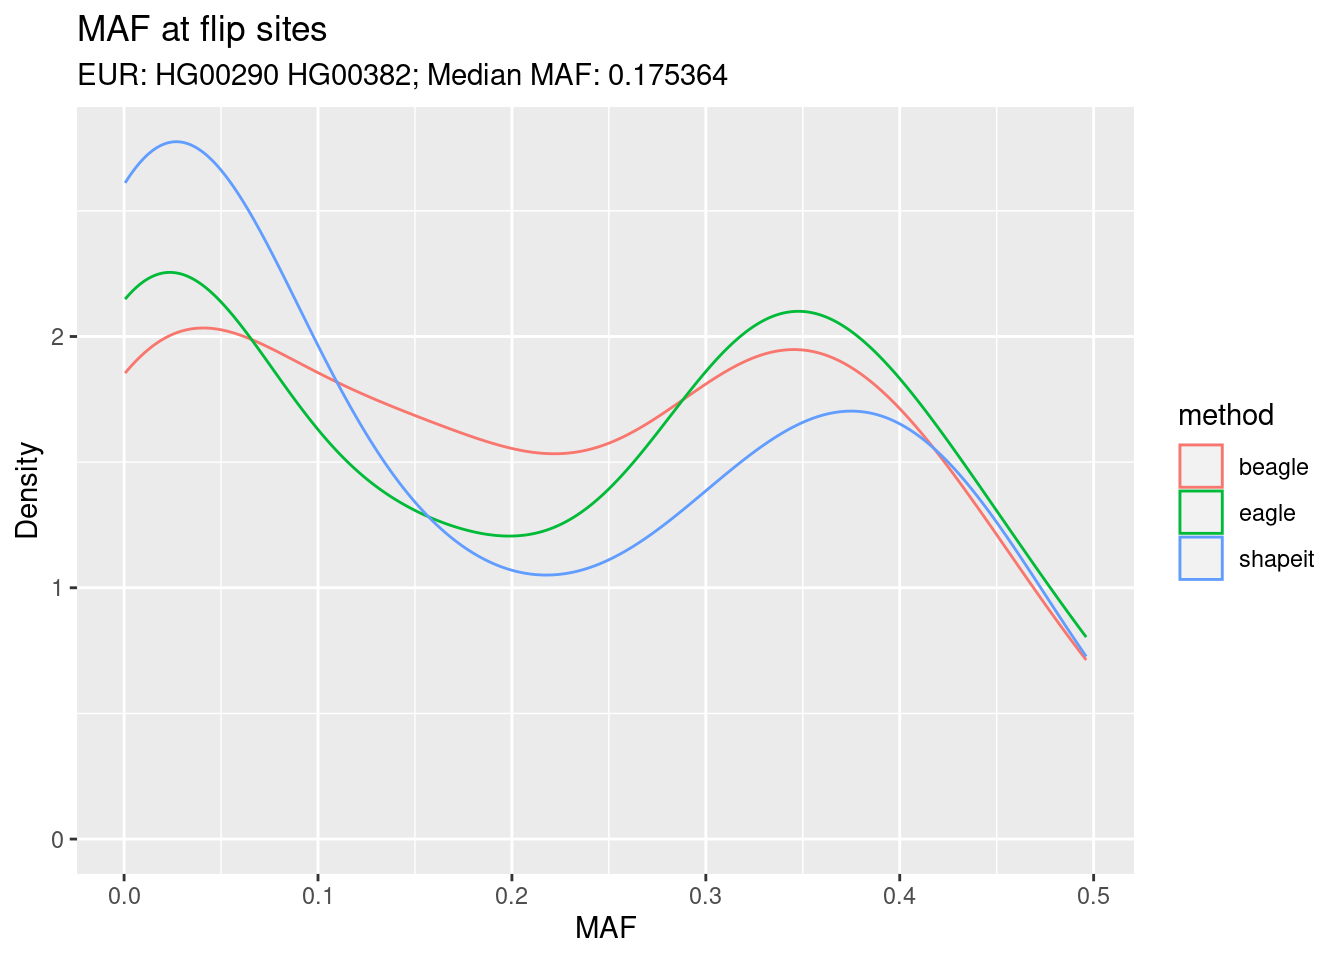 MAF at flip sites
EUR: HG00290 HG00382; Median MAF: 0.175364
Density
2
1
0
0.0 0.1 0.2 0.3 0.4 0.5
MAF
method
beagle
eagle
shapeit